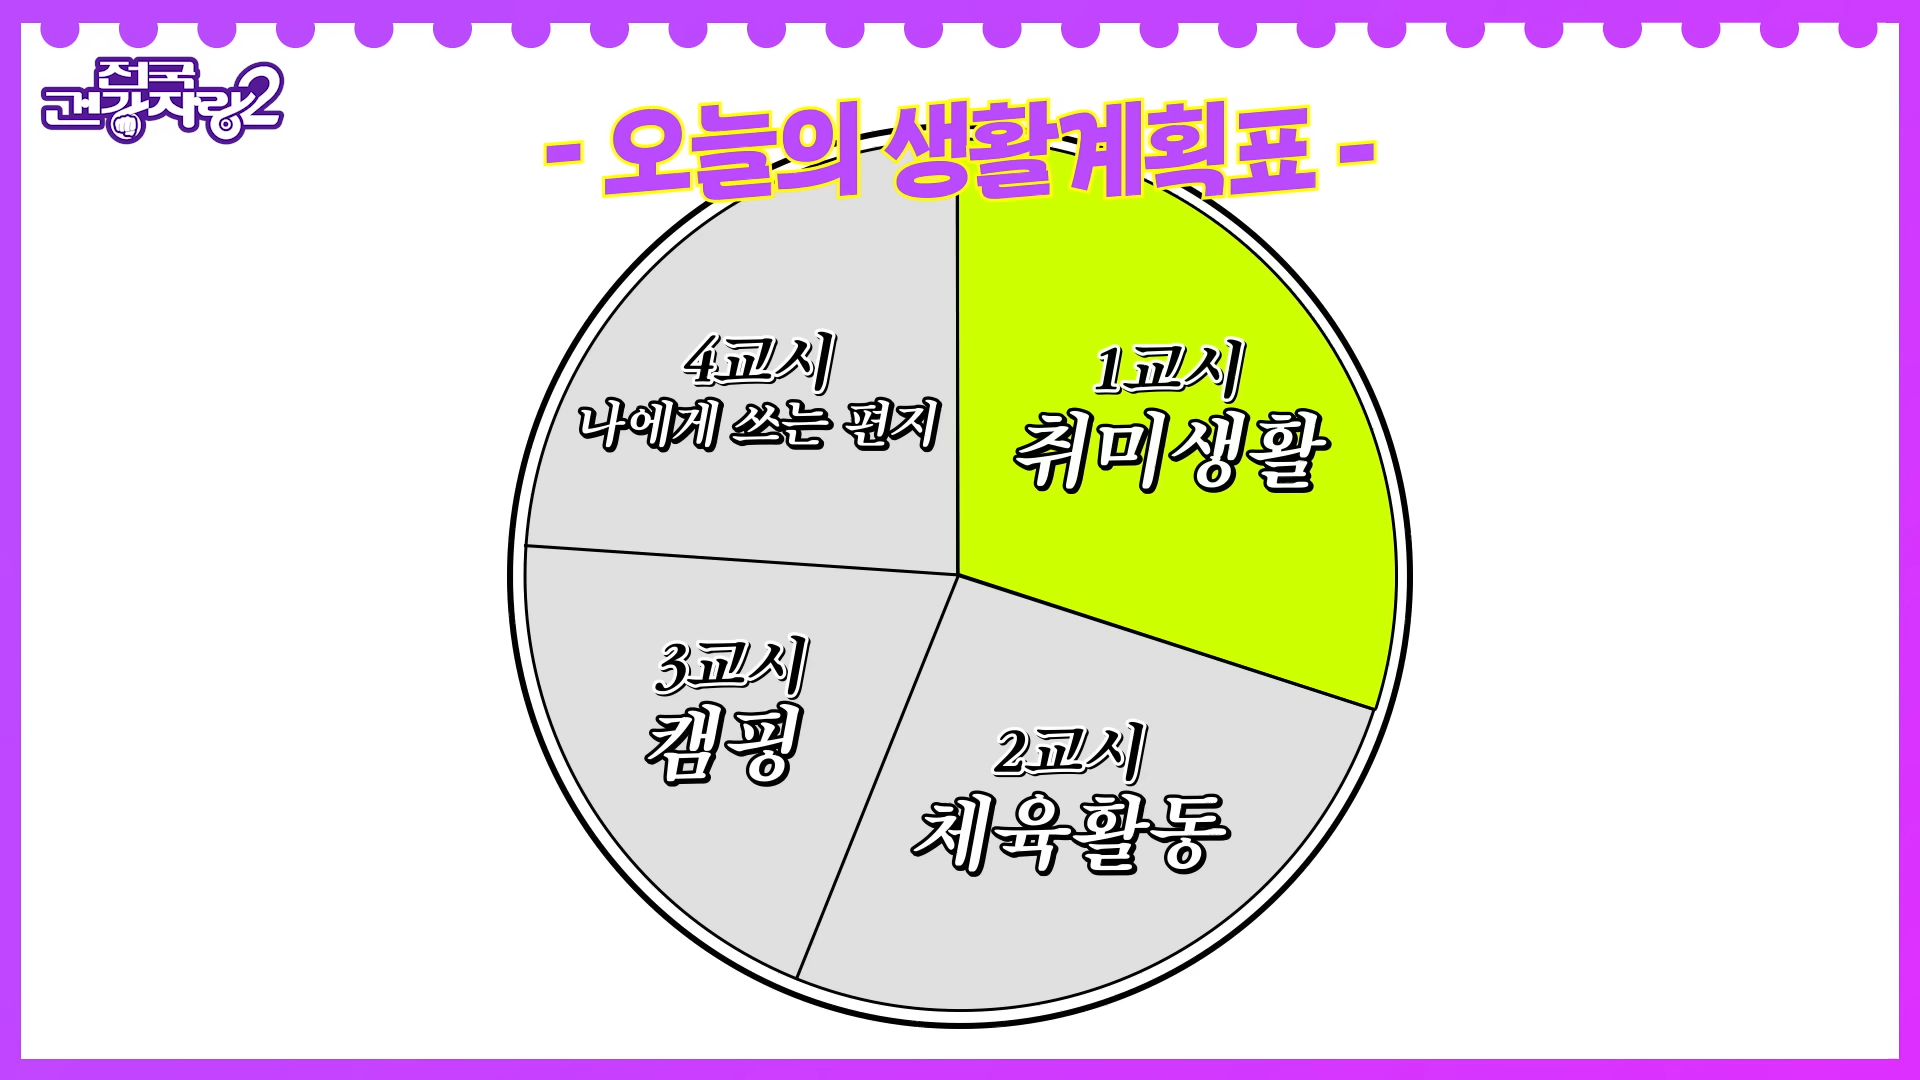 전국
건강자랑2
- 오늘의 생활계획표 -
1교시
취미생활
2교시
체육활동
3교시
캠핑
4교시
나에게 쓰는 편지